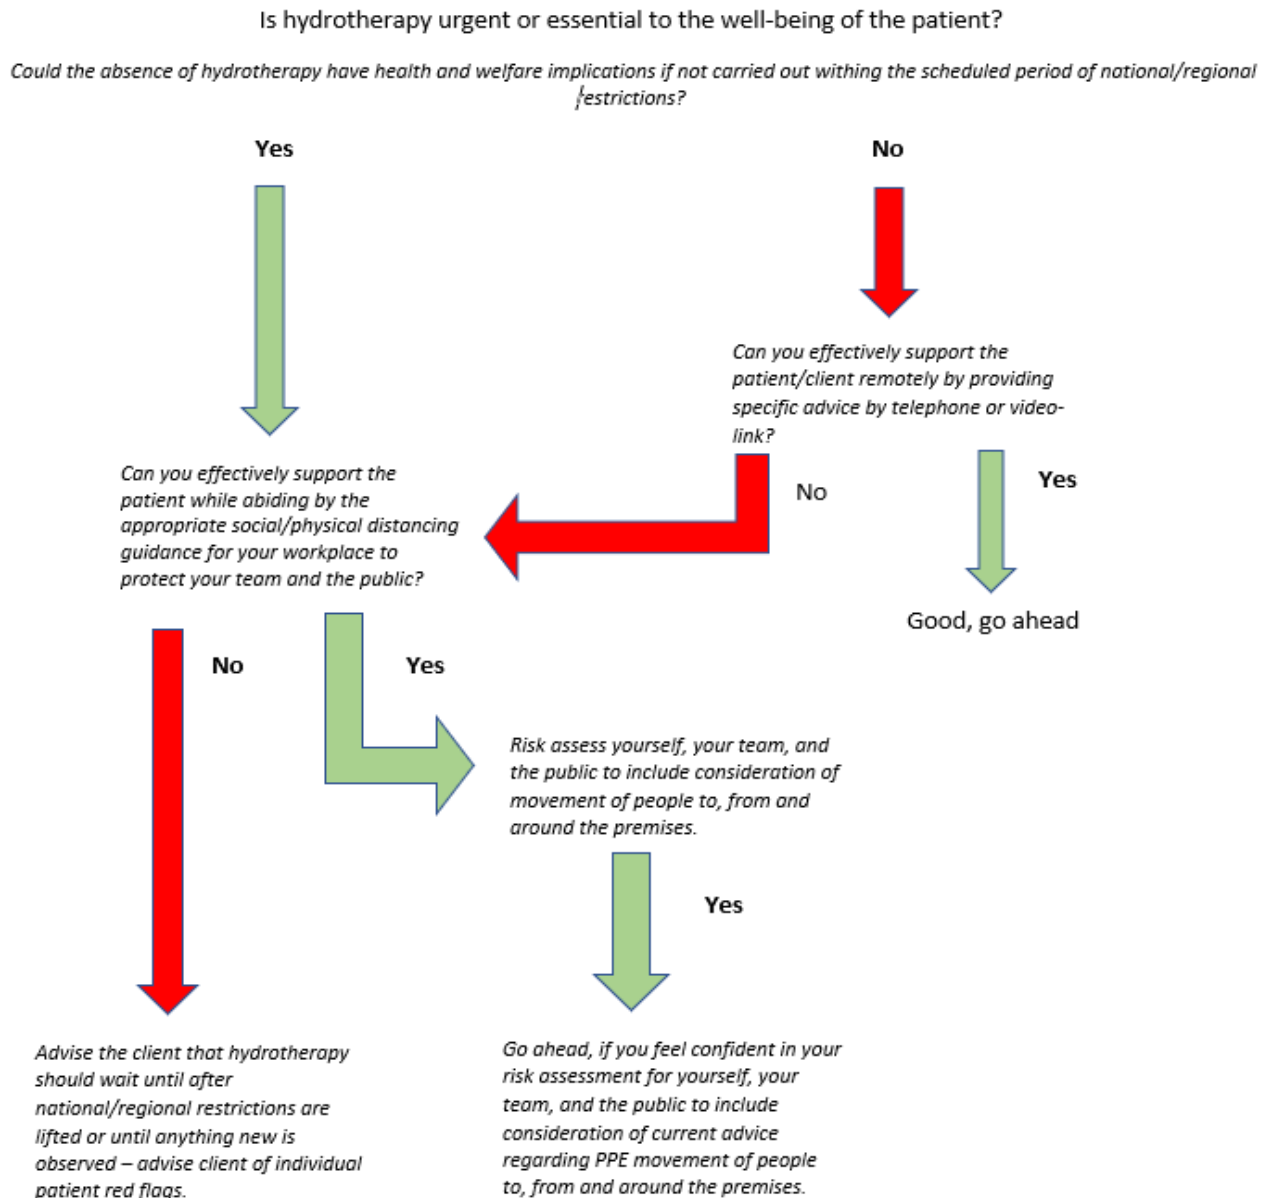 Is hydrotherapy urgent or essential to the well-being of the patient?
Could the absence of hydrotherapy have health and welfare implications if not carried out withing the scheduled period of national/regional
restrictions?
Yes
No
Can you effectively support the
patient/client remotely by providing
specific advice by telephone or video-
link?
No
Yes
Good, go ahead
Can you effectively support the
patient while abiding by the
appropriate social/physical distancing
guidance for your workplace to
protect your team and the public?
No
Yes
Risk assess yourself, your team, and
the public to include consideration of
movement of people to, from and
around the premises.
Yes
Advise the client that hydrotherapy
should wait until after
national/regional restrictions are
lifted or until anything new is
observed – advise client of individual
patient red flags.
Go ahead, if you feel confident in your
risk assessment for yourself, your
team, and the public to include
consideration of current advice
regarding PPE movement of people
to, from and around the premises.